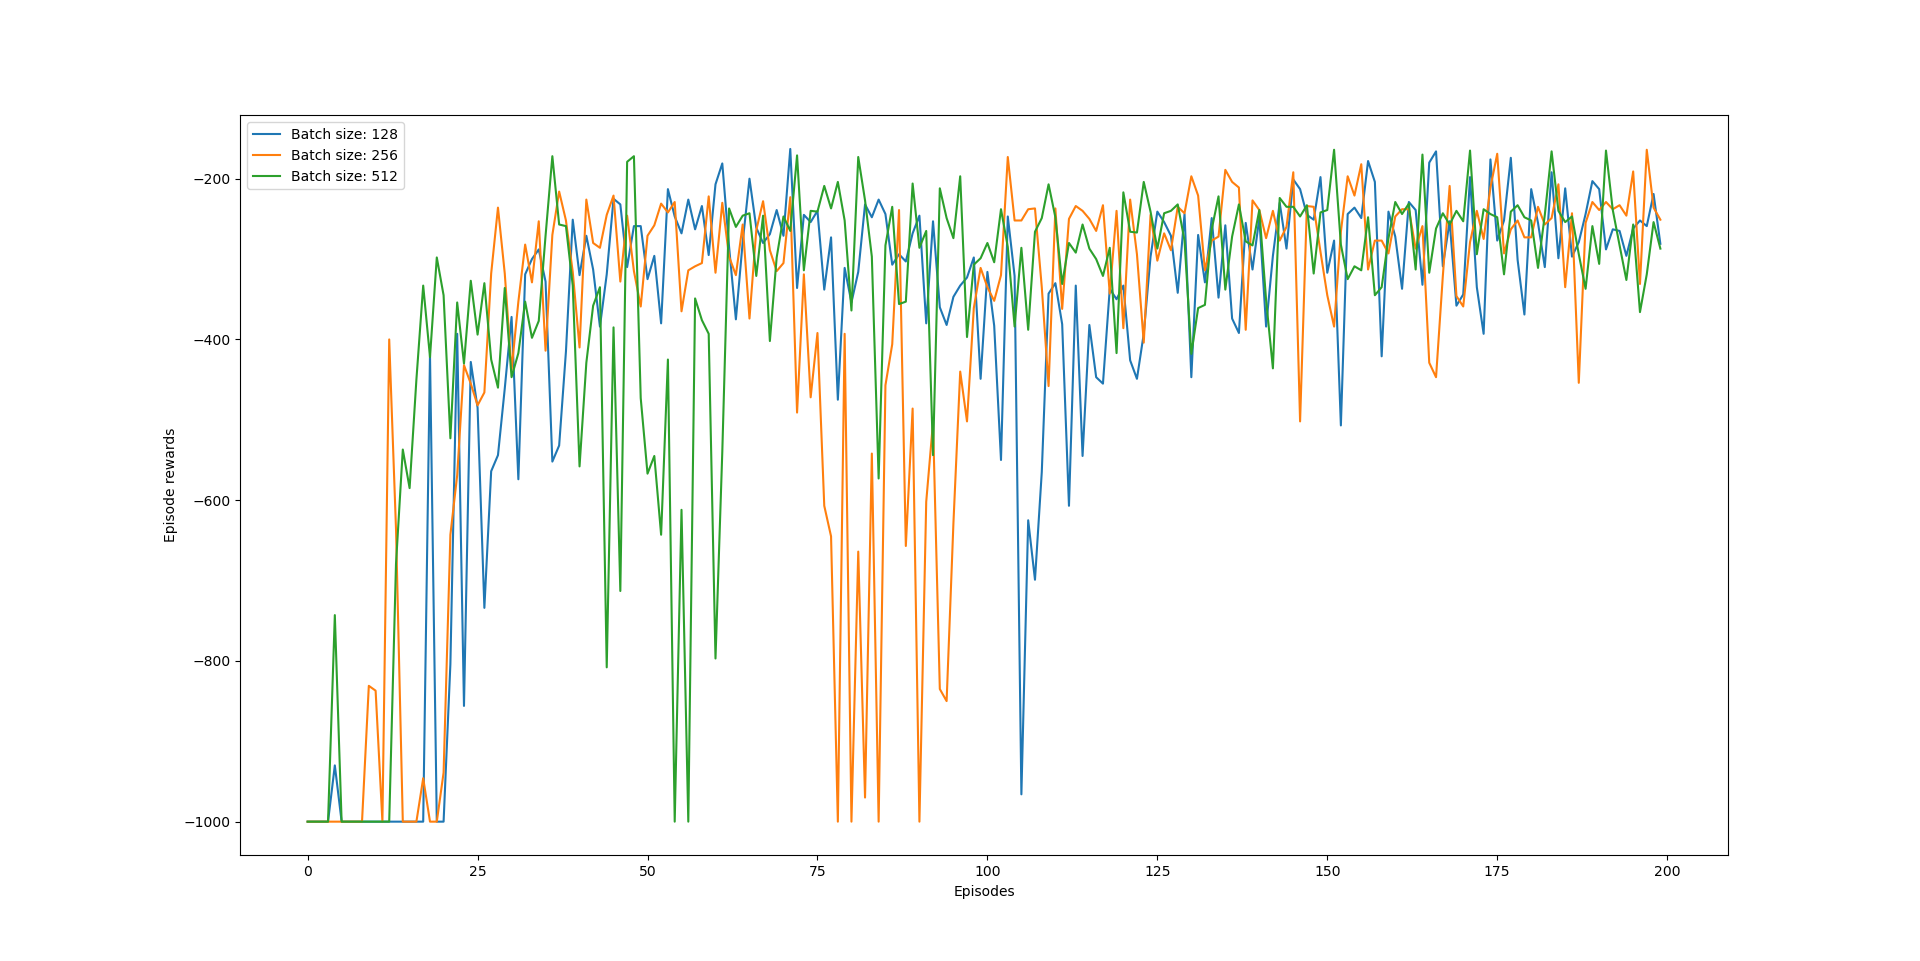 Batch size: 128
Batch size: 256
Batch size: 512
−200
−400
−600
−800
−1000
Episode rewards
0 25 50 75 100 125 150 175 200
Episodes